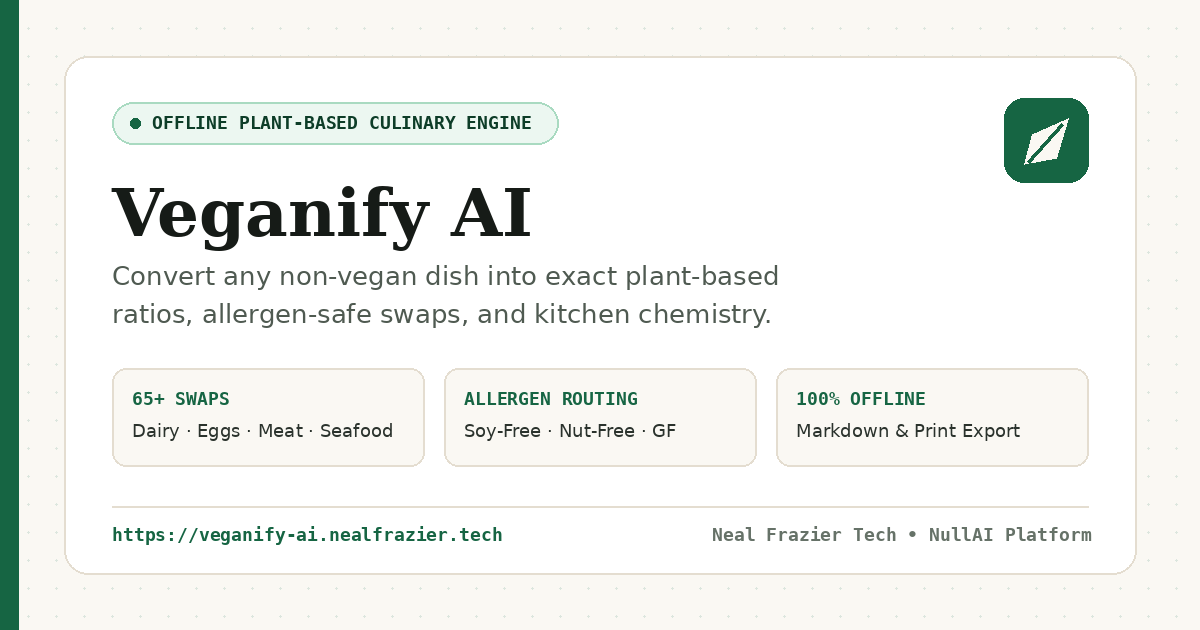 OFFLINE PLANT-BASED CULINARY ENGINE
Veganify AI
Convert any non-vegan dish into exact plant-based
ratios, allergen-safe swaps, and kitchen chemistry.
65+ SWAPS
Dairy · Eggs · Meat · Seafood
ALLERGEN ROUTING
Soy-Free · Nut-Free · GF
100% OFFLINE
Markdown & Print Export
https://veganify-ai.nealfrazier.tech
Neal Frazier Tech • NullAI Platform